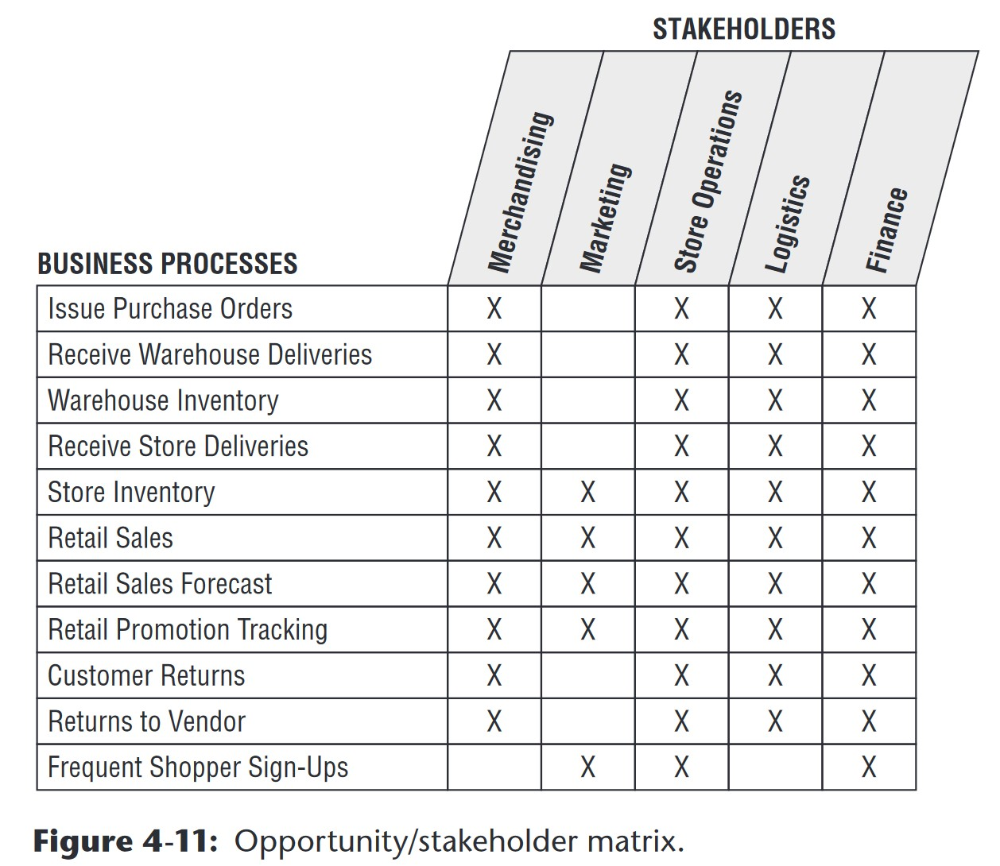 STAKEHOLDERS
BUSINESS PROCESSES Merchandising Marketing Store Operations Logistics Finance
Issue Purchase Orders X X X X
Receive Warehouse Deliveries X X X X
Warehouse Inventory X X X X
Receive Store Deliveries X X X X
Store Inventory X X X X X
Retail Sales X X X X X
Retail Sales Forecast X X X X X
Retail Promotion Tracking X X X X X
Customer Returns X X X X
Returns to Vendor X X X X
Frequent Shopper Sign-Ups X X X
Figure 4-11: Opportunity/stakeholder matrix.